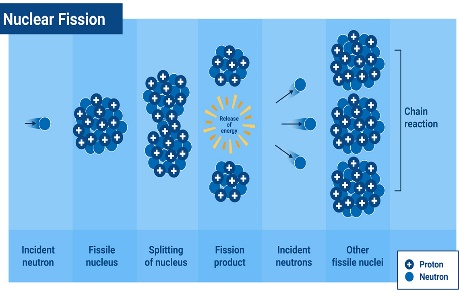 Nuclear Fission
Release
of
energy
Chain
reaction
Incident
neutron
Fissile
nucleus
Splitting
of nucleus
Fission
product
Incident
neutrons
Other
fissile nuclei
Proton
Neutron